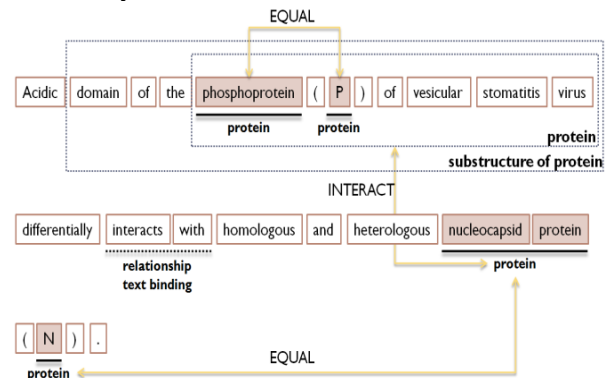 EQUAL
Acidic domain of the phosphoprotein ( P ) of vesicular stomatitis virus
protein protein
protein
substructure of protein
INTERACT
differentially interacts with homologous and heterologous nucleocapsid protein
relationship protein
text binding
( N ) .
EQUAL
protein